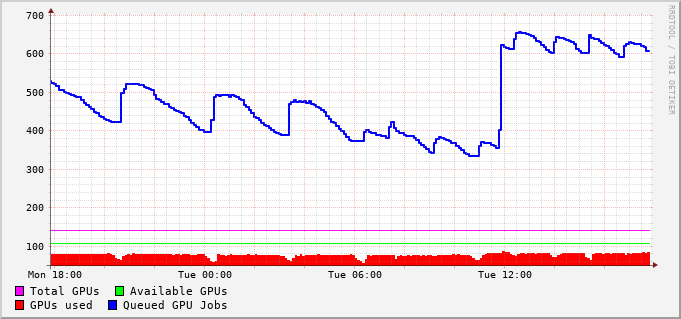 700
600
500
400
300
200
100
Mon 18:00 Tue 00:00 Tue 06:00 Tue 12:00
Total GPUs Available GPUs
GPUs used Queued GPU Jobs
RRDTOOL / TOBI OETIKER